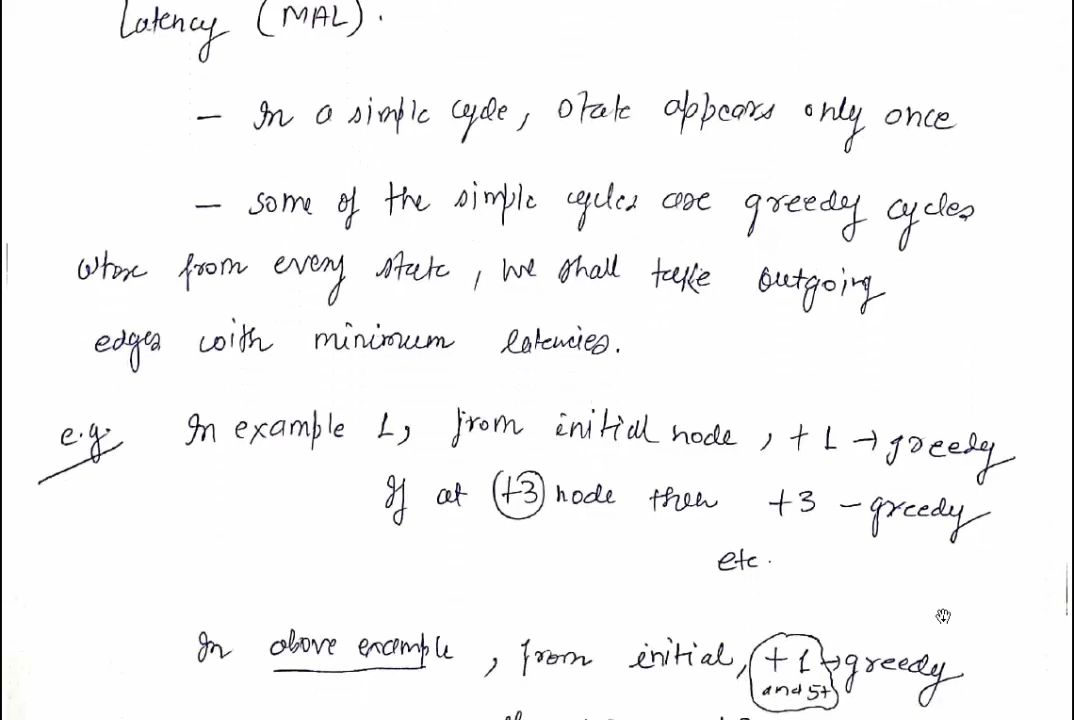 Latency (MAL).
- In a simple cycle, state appears only once
- some of the simple cycles are greedy cycles
where from every state, we shall take outgoing
edges with minimum latencies.
e.g. In example 1, from initial node, +1 → greedy
If at +3 node then +3 - greedy
etc.
In above example, from initial, +1 → greedy
and 5+